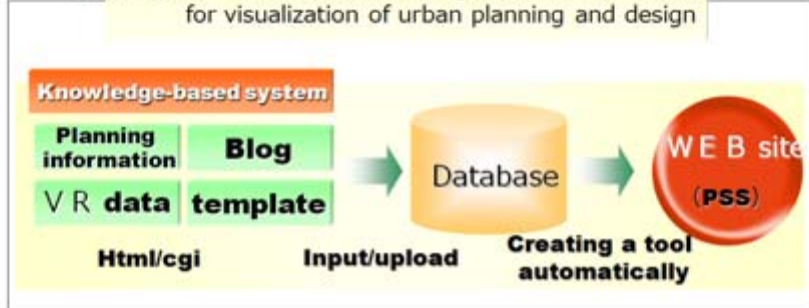 for visualization of urban planning and design
Knowledge-based system
Planning
information
Blog
VR data
template
Database
WEB site
(PSS)
Html/cgi
Input/upload
Creating a tool
automatically